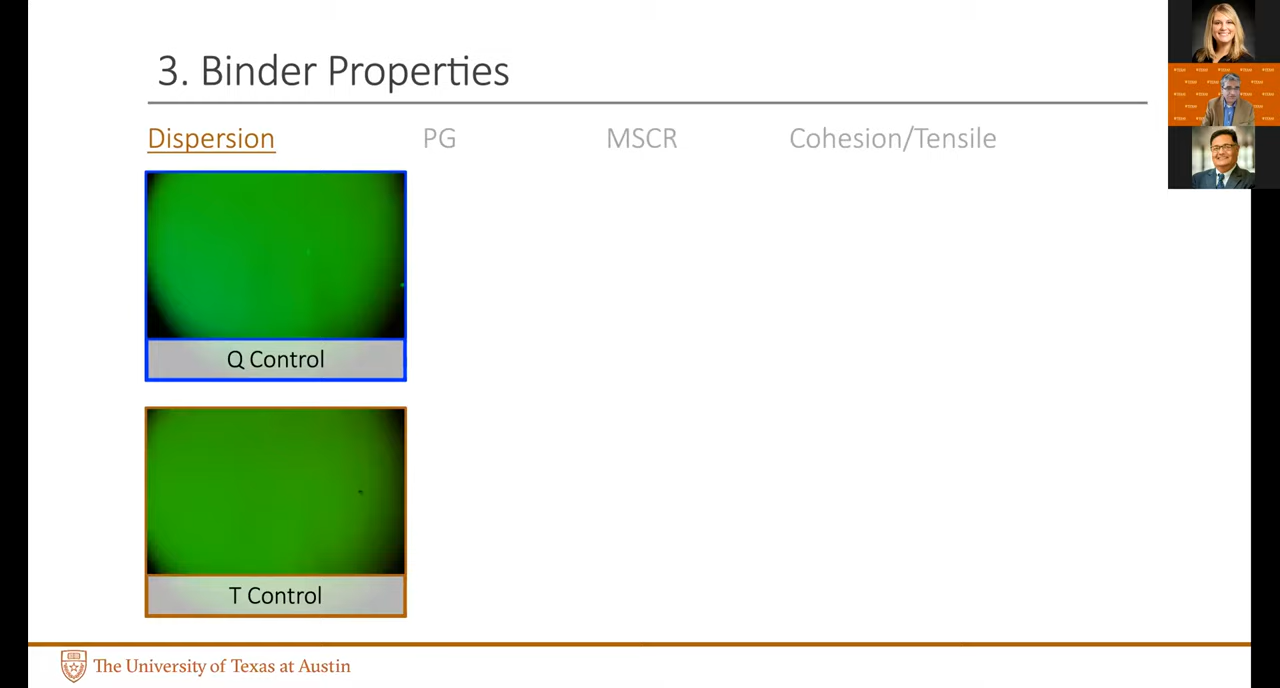 3. Binder Properties
Dispersion PG MSCR Cohesion/Tensile
Q Control
T Control
The University of Texas at Austin